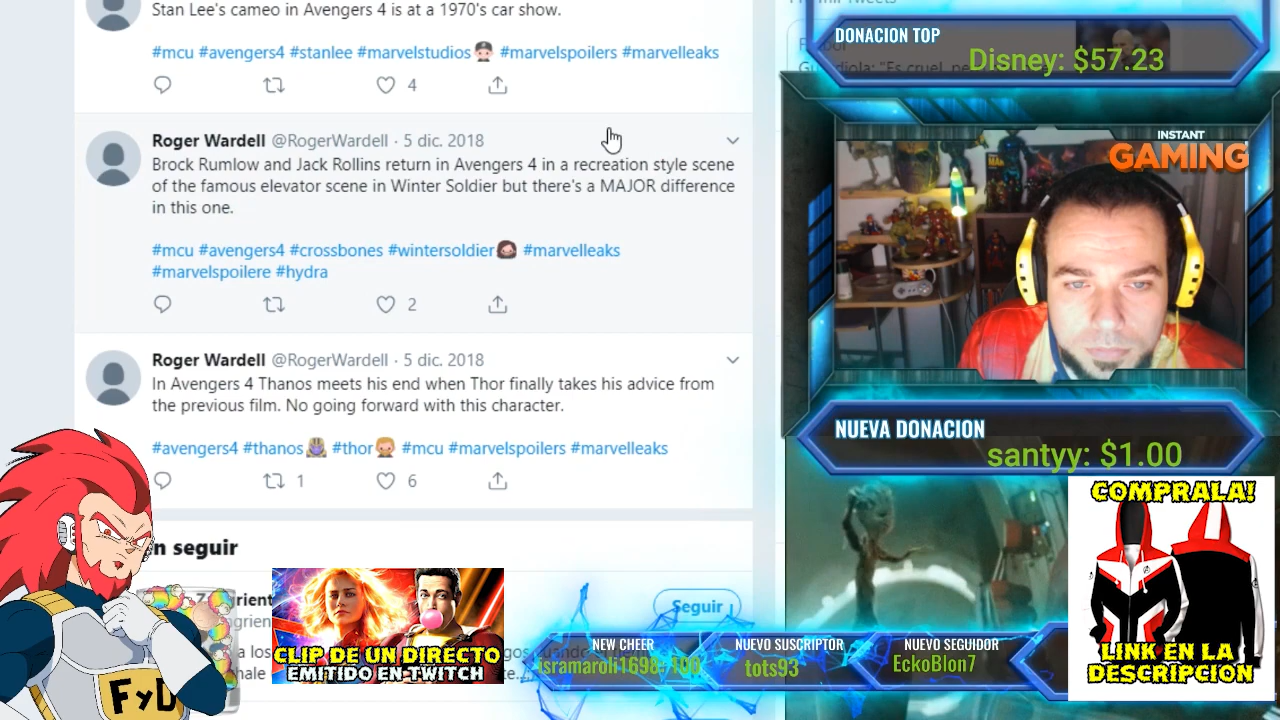 Stan Lee's cameo in Avengers 4 is at a 1970's car show.
#mcu #avengers4 #stanlee #marvelstudios #marvelspoilers #marvelleaks
4
Roger Wardell @RogerWardell · 5 dic. 2018
Brock Rumlow and Jack Rollins return in Avengers 4 in a recreation style scene
of the famous elevator scene in Winter Soldier but there's a MAJOR difference
in this one.
#mcu #avengers4 #crossbones #wintersoldier #marvelleaks
#marvelspoilere #hydra
2
Roger Wardell @RogerWardell · 5 dic. 2018
In Avengers 4 Thanos meets his end when Thor finally takes his advice from
the previous film. No going forward with this character.
#avengers4 #thanos #thor #mcu #marvelspoilers #marvelleaks
1 6
n seguir
Seguir
CLIP DE UN DIRECTO
EMITIDO EN TWITCH
FyD
DONACION TOP
Disney: $57.23
INSTANT
GAMING
NUEVA DONACION
santyy: $1.00
COMPRALA!
LINK EN LA
DESCRIPCION
NEW CHEER
isramaroli1698: 100
NUEVO SUSCRIPTOR
tots93
NUEVO SEGUIDOR
EckoBlon7